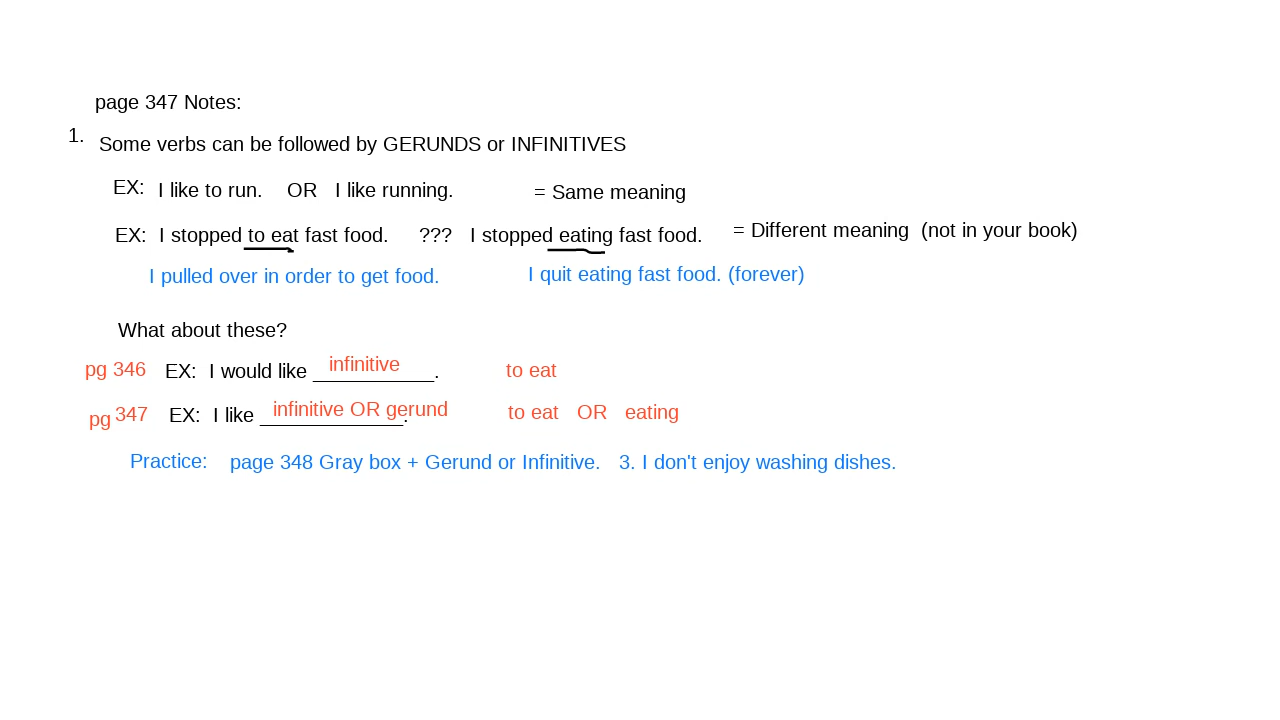 page 347 Notes:
1. Some verbs can be followed by GERUNDS or INFINITIVES
EX: I like to run. OR I like running. = Same meaning
EX: I stopped to eat fast food. ??? I stopped eating fast food. = Different meaning (not in your book)
I pulled over in order to get food. I quit eating fast food. (forever)
What about these?
pg 346 EX: I would like ___________. infinitive to eat
pg 347 EX: I like _____________. infinitive OR gerund to eat OR eating
Practice: page 348 Gray box + Gerund or Infinitive. 3. I don't enjoy washing dishes.